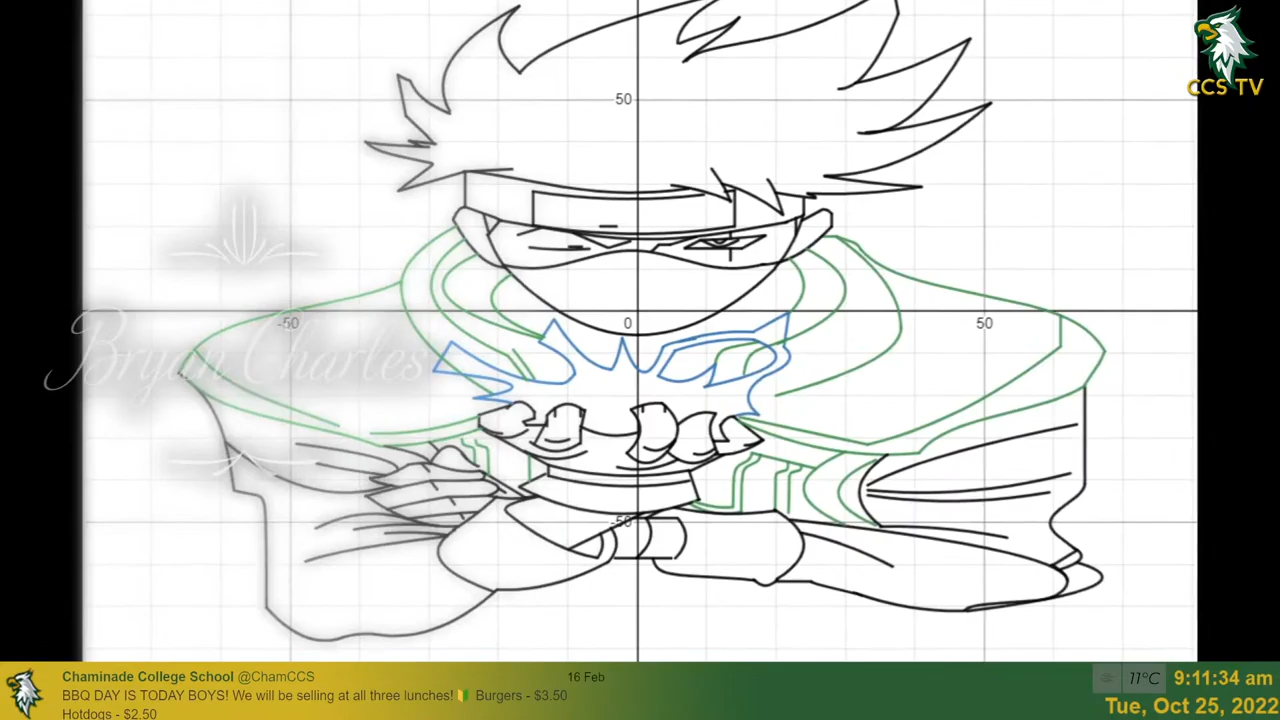 CCS TV
50
-50
0
50
Bryan Charles
-50
Chaminade College School @ChamCCS 16 Feb
BBQ DAY IS TODAY BOYS! We will be selling at all three lunches! Burgers - $3.50
Hotdogs - $2.50
11°C 9:11:34 am
Tue, Oct 25, 2022